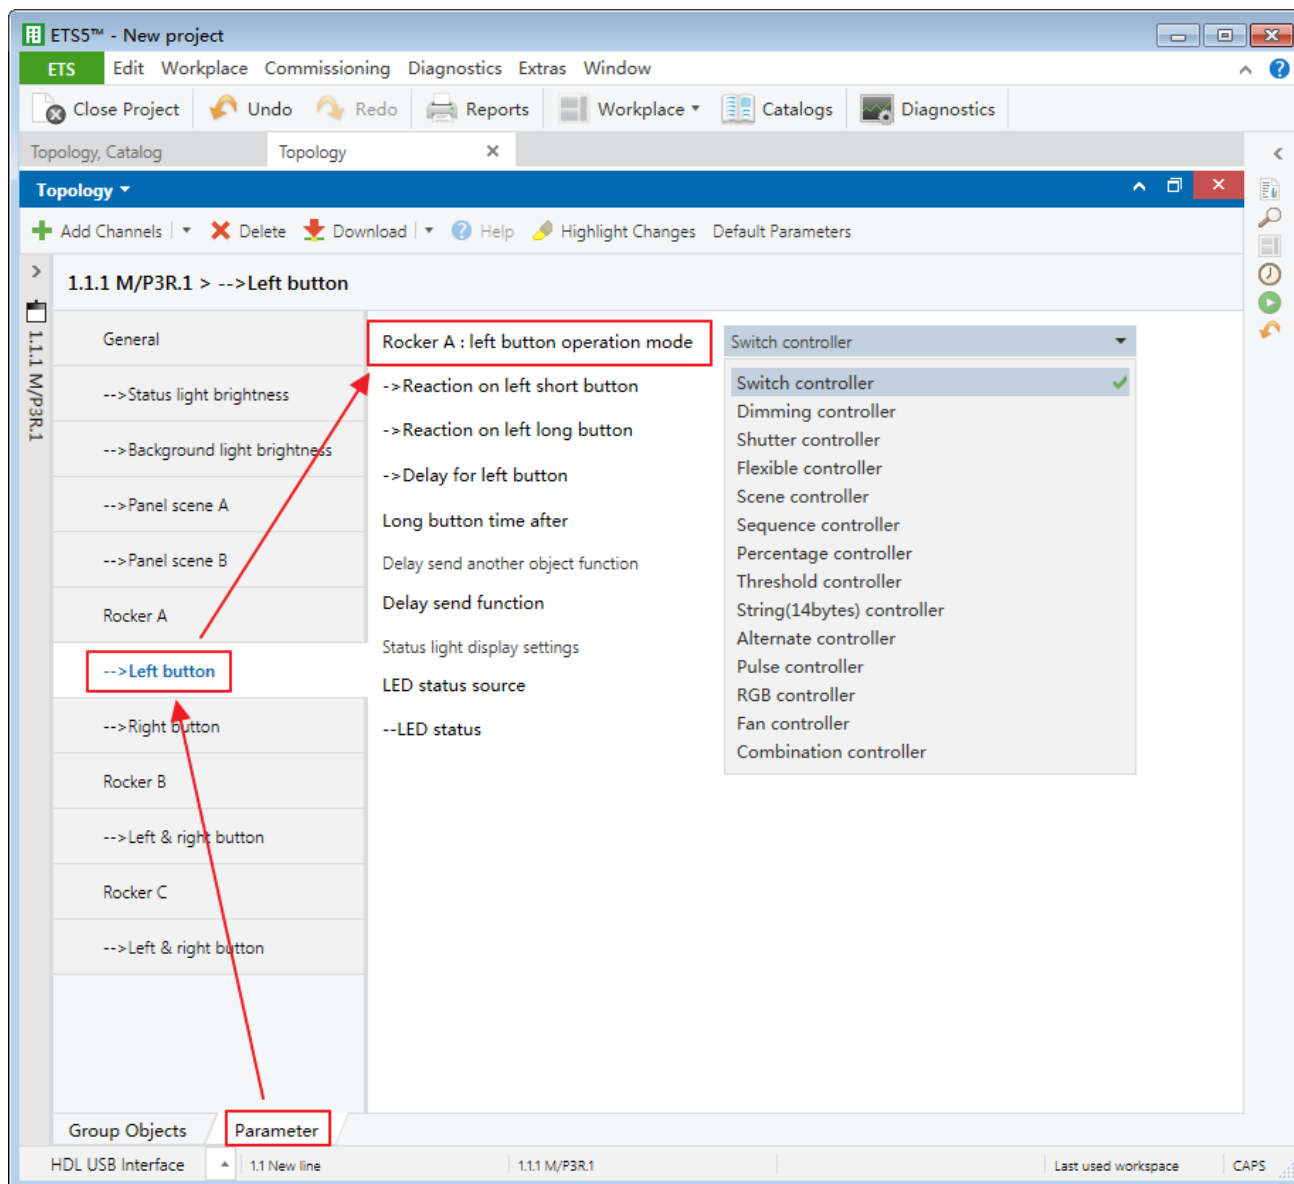 ETS5™ - New project
ETS Edit Workplace Commissioning Diagnostics Extras Window
Close Project Undo Redo Reports Workplace Catalogs Diagnostics
Topology, Catalog Topology
Topology
Add Channels Delete Download Help Highlight Changes Default Parameters
1.1.1 M/P3R.1 > -->Left button
1.1.1 M/P3R.1
General
-->Status light brightness
-->Background light brightness
-->Panel scene A
-->Panel scene B
Rocker A
-->Left button
-->Right button
Rocker B
-->Left & right button
Rocker C
-->Left & right button
Rocker A : left button operation mode
->Reaction on left short button
->Reaction on left long button
->Delay for left button
Long button time after
Delay send another object function
Delay send function
Status light display settings
LED status source
--LED status
Switch controller
Switch controller
Dimming controller
Shutter controller
Flexible controller
Scene controller
Sequence controller
Percentage controller
Threshold controller
String(14bytes) controller
Alternate controller
Pulse controller
RGB controller
Fan controller
Combination controller
Group Objects Parameter
HDL USB Interface 1.1 New line 1.1.1 M/P3R.1 Last used workspace CAPS